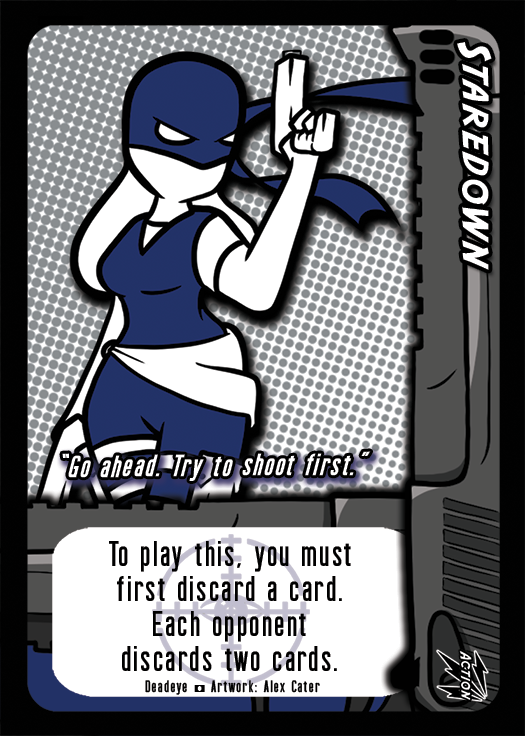 STAREDOWN
"Go ahead. Try to shoot first."
To play this, you must
first discard a card.
Each opponent
discards two cards.
Deadeye ◘ Artwork: Alex Cater
ACTION